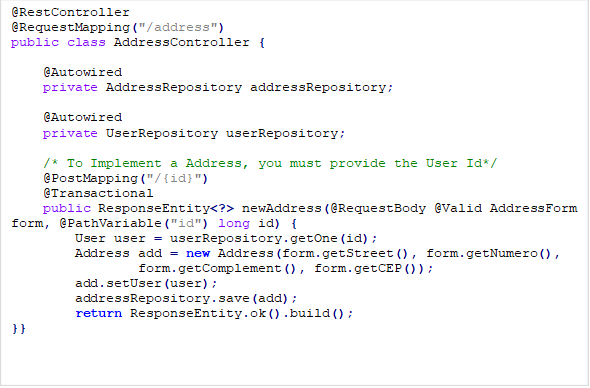 @RestController
@RequestMapping("/address")
public class AddressController {
@Autowired
private AddressRepository addressRepository;
@Autowired
private UserRepository userRepository;
/* To Implement a Address, you must provide the User Id*/
@PostMapping("/{id}")
@Transactional
public ResponseEntity<?> newAddress(@RequestBody @Valid AddressForm
form, @PathVariable("id") long id) {
User user = userRepository.getOne(id);
Address add = new Address(form.getStreet(), form.getNumero(),
form.getComplement(), form.getCEP());
add.setUser(user);
addressRepository.save(add);
return ResponseEntity.ok().build();
}}